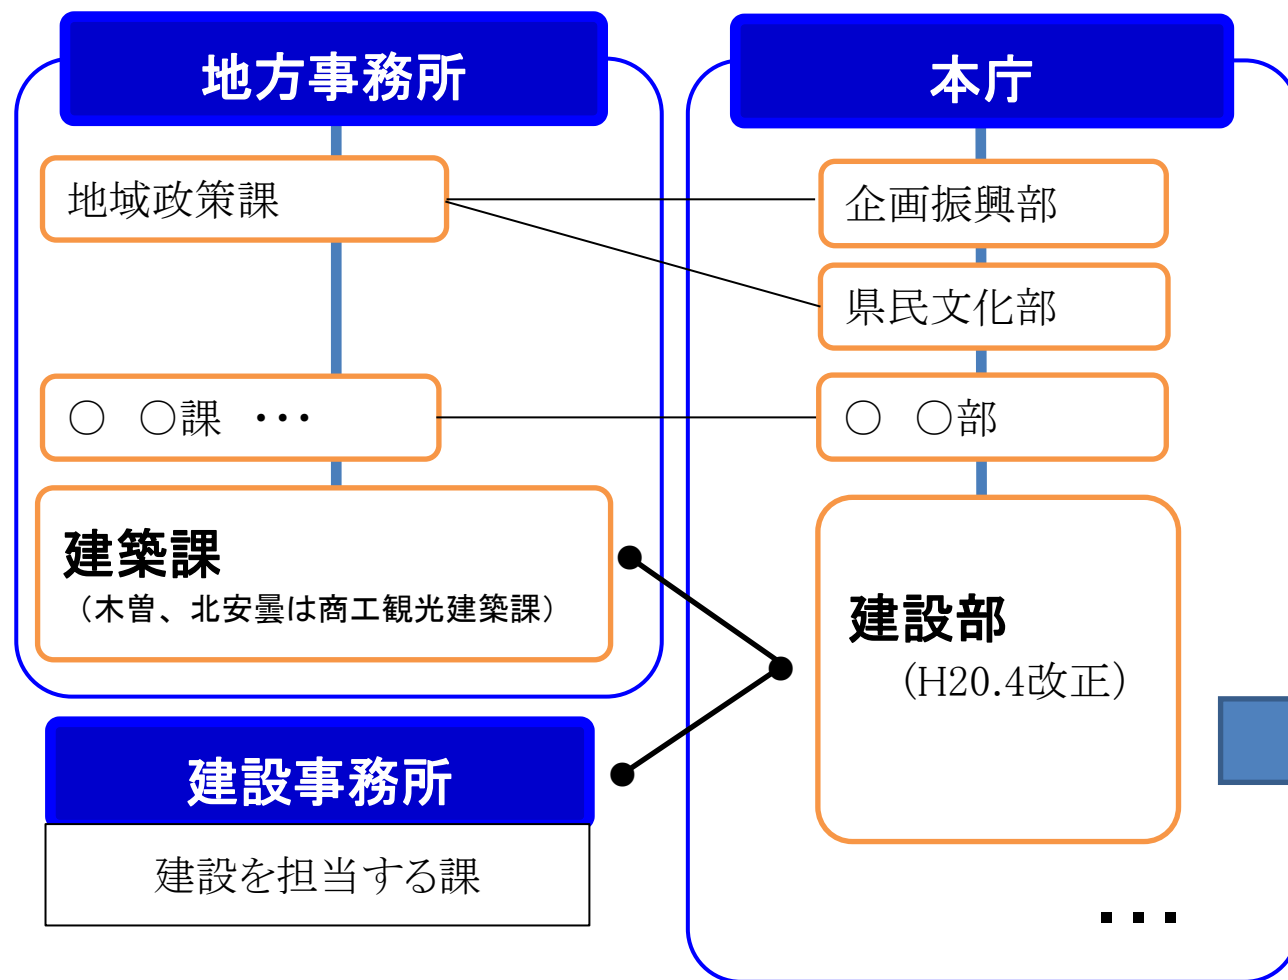 地方事務所
地域政策課
○ ○課 ・・・
建築課
（木曽、北安曇は商工観光建築課）
建設事務所
建設を担当する課
本庁
企画振興部
県民文化部
○ ○部
建設部
（H20.4改正）
・・・